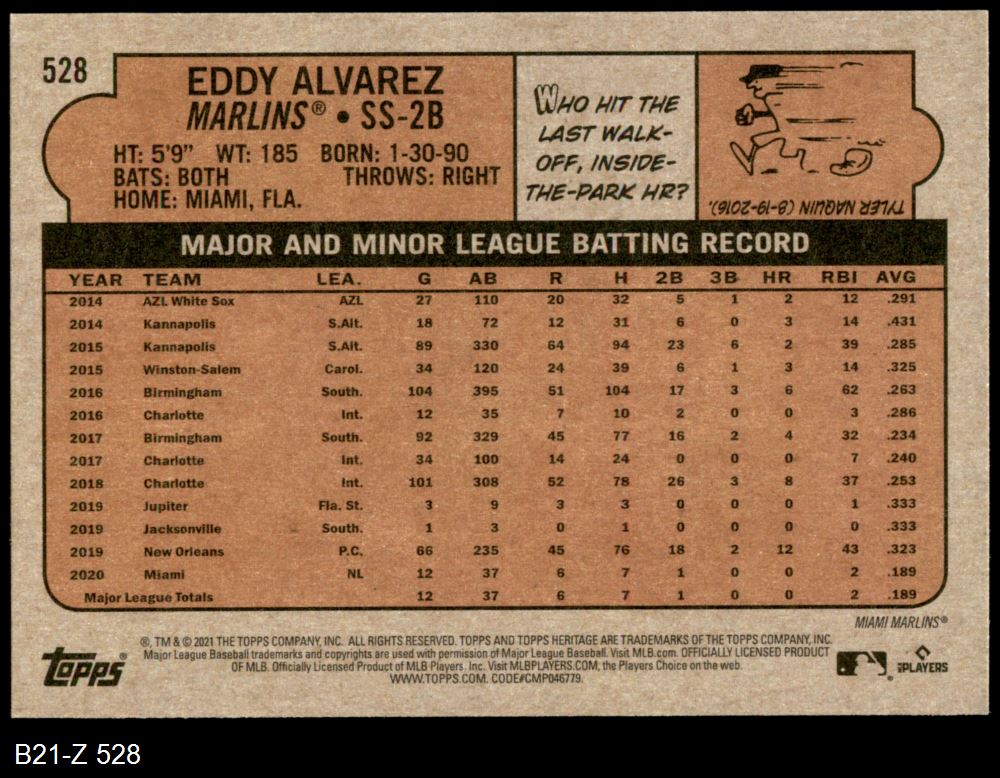 528
EDDY ALVAREZ
MARLINS® • SS-2B
HT: 5'9" WT: 185 BORN: 1-30-90
BATS: BOTH THROWS: RIGHT
HOME: MIAMI, FLA.
WHO HIT THE
LAST WALK-
OFF, INSIDE-
THE-PARK HR?
TYLER NAQUIN (8-19-2016).
MAJOR AND MINOR LEAGUE BATTING RECORD
YEAR TEAM LEA. G AB R H 2B 3B HR RBI AVG
2014 AZL White Sox AZL 27 110 20 32 5 1 2 12 .291
2014 Kannapolis S.Alt. 18 72 12 31 6 0 3 14 .431
2015 Kannapolis S.Alt. 89 330 64 94 23 6 2 39 .285
2015 Winston-Salem Carol. 34 120 24 39 6 1 3 14 .325
2016 Birmingham South. 104 395 51 104 17 3 6 62 .263
2016 Charlotte Int. 12 35 7 10 2 0 0 3 .286
2017 Birmingham South. 92 329 45 77 16 2 4 32 .234
2017 Charlotte Int. 34 100 14 24 0 0 0 7 .240
2018 Charlotte Int. 101 308 52 78 26 3 8 37 .253
2019 Jupiter Fla. St. 3 9 3 3 0 0 0 1 .333
2019 Jacksonville South. 1 3 0 1 0 0 0 0 .333
2019 New Orleans P.C. 66 235 45 76 18 2 12 43 .323
2020 Miami NL 12 37 6 7 1 0 0 2 .189
Major League Totals 12 37 6 7 1 0 0 2 .189
MIAMI MARLINS®
®, TM & © 2021 THE TOPPS COMPANY, INC. ALL RIGHTS RESERVED. TOPPS AND TOPPS HERITAGE ARE TRADEMARKS OF THE TOPPS COMPANY, INC.
Major League Baseball trademarks and copyrights are used with permission of Major League Baseball. Visit MLB.com. OFFICIALLY LICENSED PRODUCT
OF MLB. Officially Licensed Product of MLB Players. Inc. Visit MLBPLAYERS.COM, the Players Choice on the web.
WWW.TOPPS.COM. CODE#CMP046779.
Topps®
MLB PLAYERS
B21-Z 528